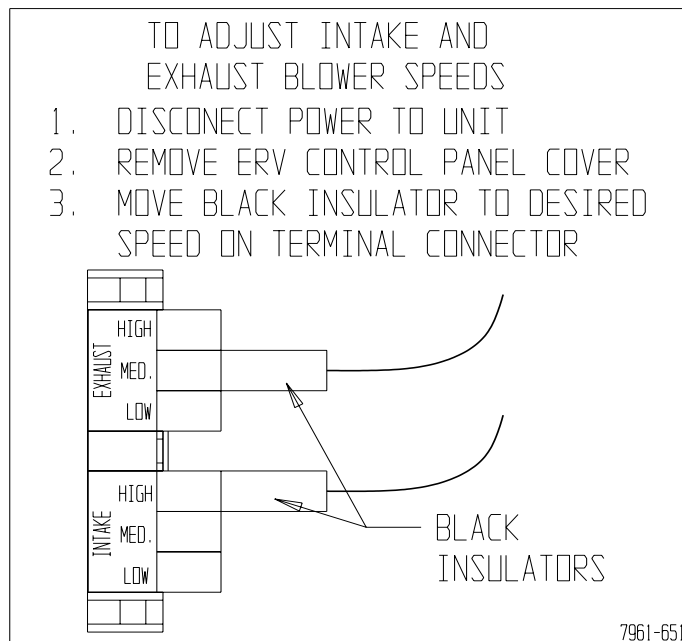 TO ADJUST INTAKE AND
EXHAUST BLOWER SPEEDS
1. DISCONECT POWER TO UNIT
2. REMOVE ERV CONTROL PANEL COVER
3. MOVE BLACK INSULATOR TO DESIRED
SPEED ON TERMINAL CONNECTOR
EXHAUST
HIGH
MED.
LOW
INTAKE
HIGH
MED.
LOW
BLACK
INSULATORS
7961-651